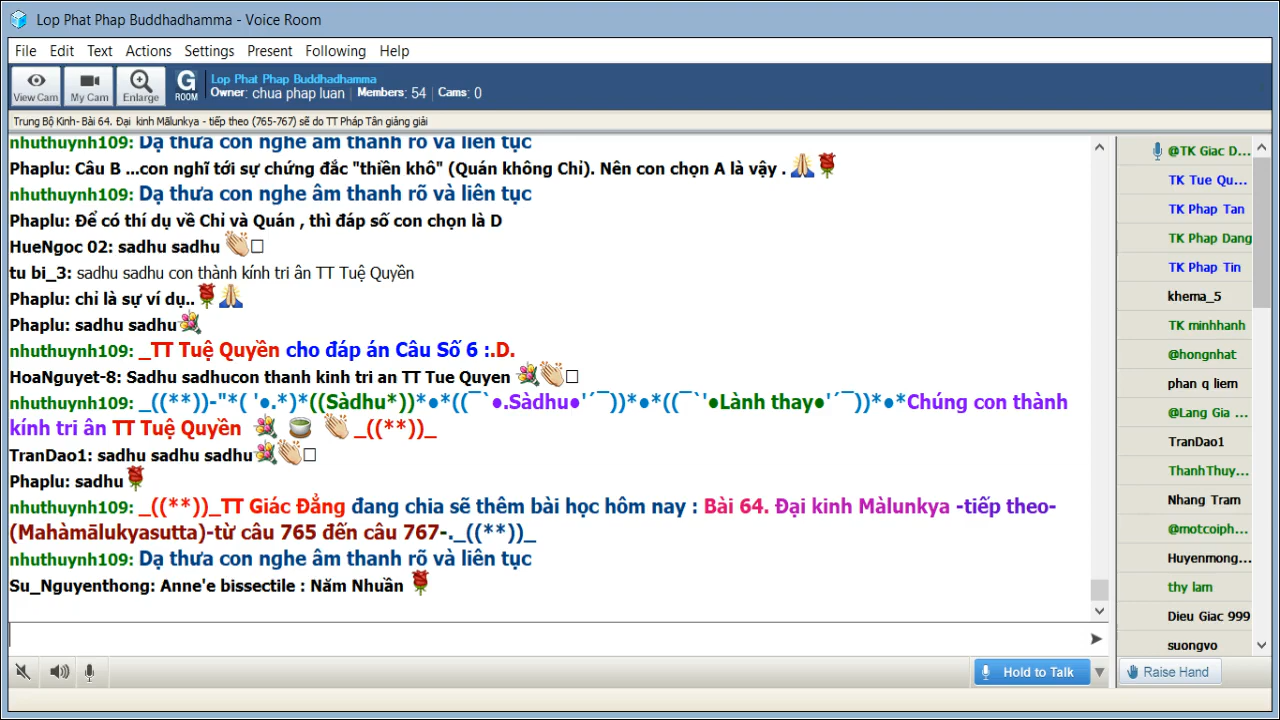 Lop Phat Phap Buddhadhamma - Voice Room
File Edit Text Actions Settings Present Following Help
View Cam My Cam Enlarge G ROOM
Lop Phat Phap Buddhadhamma
Owner: chua phap luan Members: 54 Cams: 0
Trung Bộ Kinh- Bài 64. Đại kinh Mālunkya - tiếp theo (765-767) sẽ do TT Pháp Tân giảng giải
nhuthuynh109: Dạ thưa con nghe âm thanh rõ và liên tục
Phaplu: Câu B ...con nghĩ tới sự chứng đắc "thiền khô" (Quán không Chỉ). Nên con chọn A là vậy .
nhuthuynh109: Dạ thưa con nghe âm thanh rõ và liên tục
Phaplu: Để có thí dụ về Chỉ và Quán , thì đáp số con chọn là D
HueNgoc 02: sadhu sadhu
tu bi_3: sadhu sadhu con thành kính tri ân TT Tuệ Quyền
Phaplu: chỉ là sự ví dụ..
Phaplu: sadhu sadhu
nhuthuynh109: _TT Tuệ Quyền cho đáp án Câu Số 6 :.D.
HoaNguyet-8: Sadhu sadhucon thanh kinh tri an TT Tue Quyen
nhuthuynh109: _((**))-"*( '●.*)*((Sàdhu*))*●*((¯`●.Sàdhu●'´¯))*●*((¯`'●Lành thay●'´¯))*●*Chúng con thành
kính tri ân TT Tuệ Quyền _((**))_
TranDao1: sadhu sadhu sadhu
Phaplu: sadhu
nhuthuynh109: _((**))_TT Giác Đẳng đang chia sẽ thêm bài học hôm nay : Bài 64. Đại kinh Màlunkya -tiếp theo-
(Mahàmālukyasutta)-từ câu 765 đến câu 767-._((**))_
nhuthuynh109: Dạ thưa con nghe âm thanh rõ và liên tục
Su_Nguyenthong: Anne'e bissectile : Năm Nhuần
Hold to Talk
@TK Giac D...
TK Tue Qu...
TK Phap Tan
TK Phap Dang
TK Phap Tin
khema_5
TK minhhanh
@hongnhat
phan q liem
@Lang Gia ...
TranDao1
ThanhThuy...
Nhang Tram
@motcoiph...
Huyenmong...
thy lam
Dieu Giac 999
suongvo
Raise Hand